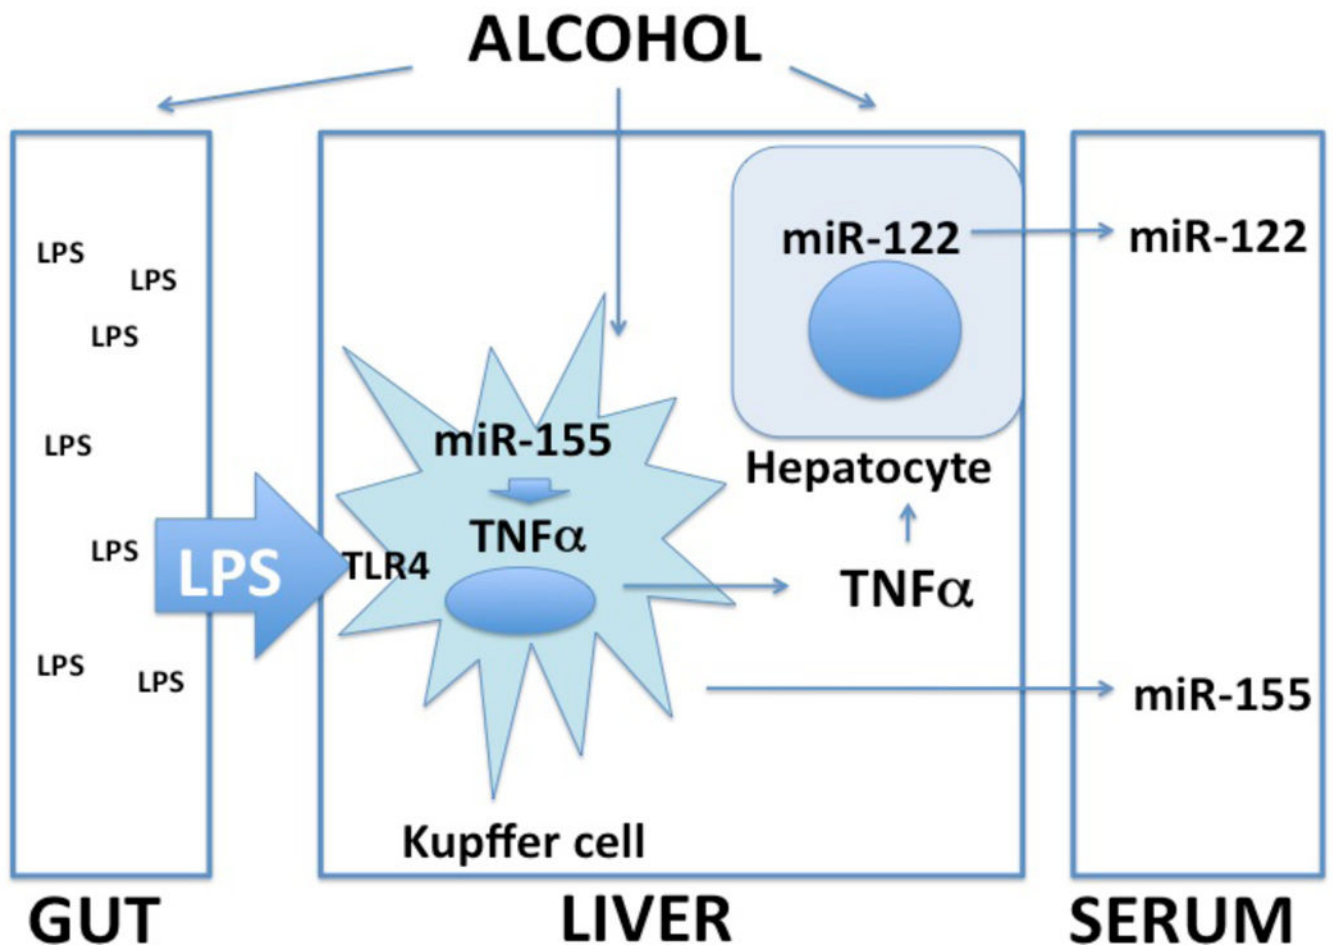 ALCOHOL
LPS
LPS
LPS
LPS
LPS
LPS
LPS
LPS
TLR4
miR-155
TNFα
Kupffer cell
miR-122
Hepatocyte
TNFα
miR-122
miR-155
GUT
LIVER
SERUM